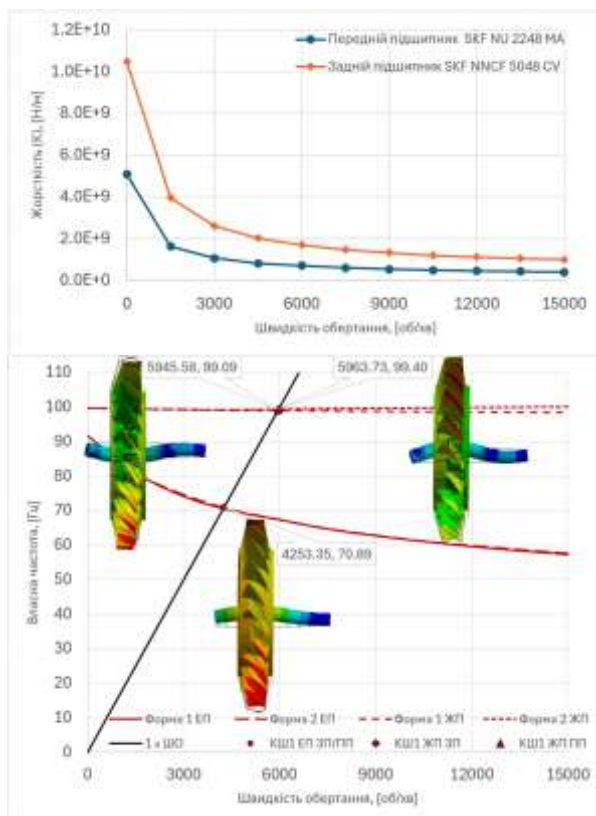 1.2E+10
1.0E+10
8.0E+9
6.0E+9
4.0E+9
2.0E+9
0.0E+0
Жорсткість (K), [Н/м]
Передній підшипник SKF NU 2248 MA
Задній підшипник SKF NNCF 5048 CV
0 3000 6000 9000 12000 15000
Швидкість обертання, [об/хв]
110
100
90
80
70
60
50
40
30
20
10
0
Власна частота, [Гц]
5945.58, 99.09
5963.73, 99.40
4253.35, 70.89
Форма 1 ЕП
Форма 2 ЕП
Форма 1 ЖП
Форма 2 ЖП
1 x ШО
КШ1 ЕП ЗП/ПП
КШ1 ЖП ЗП
КШ1 ЖП ПП
0 3000 6000 9000 12000 15000
Швидкість обертання, [об/хв]